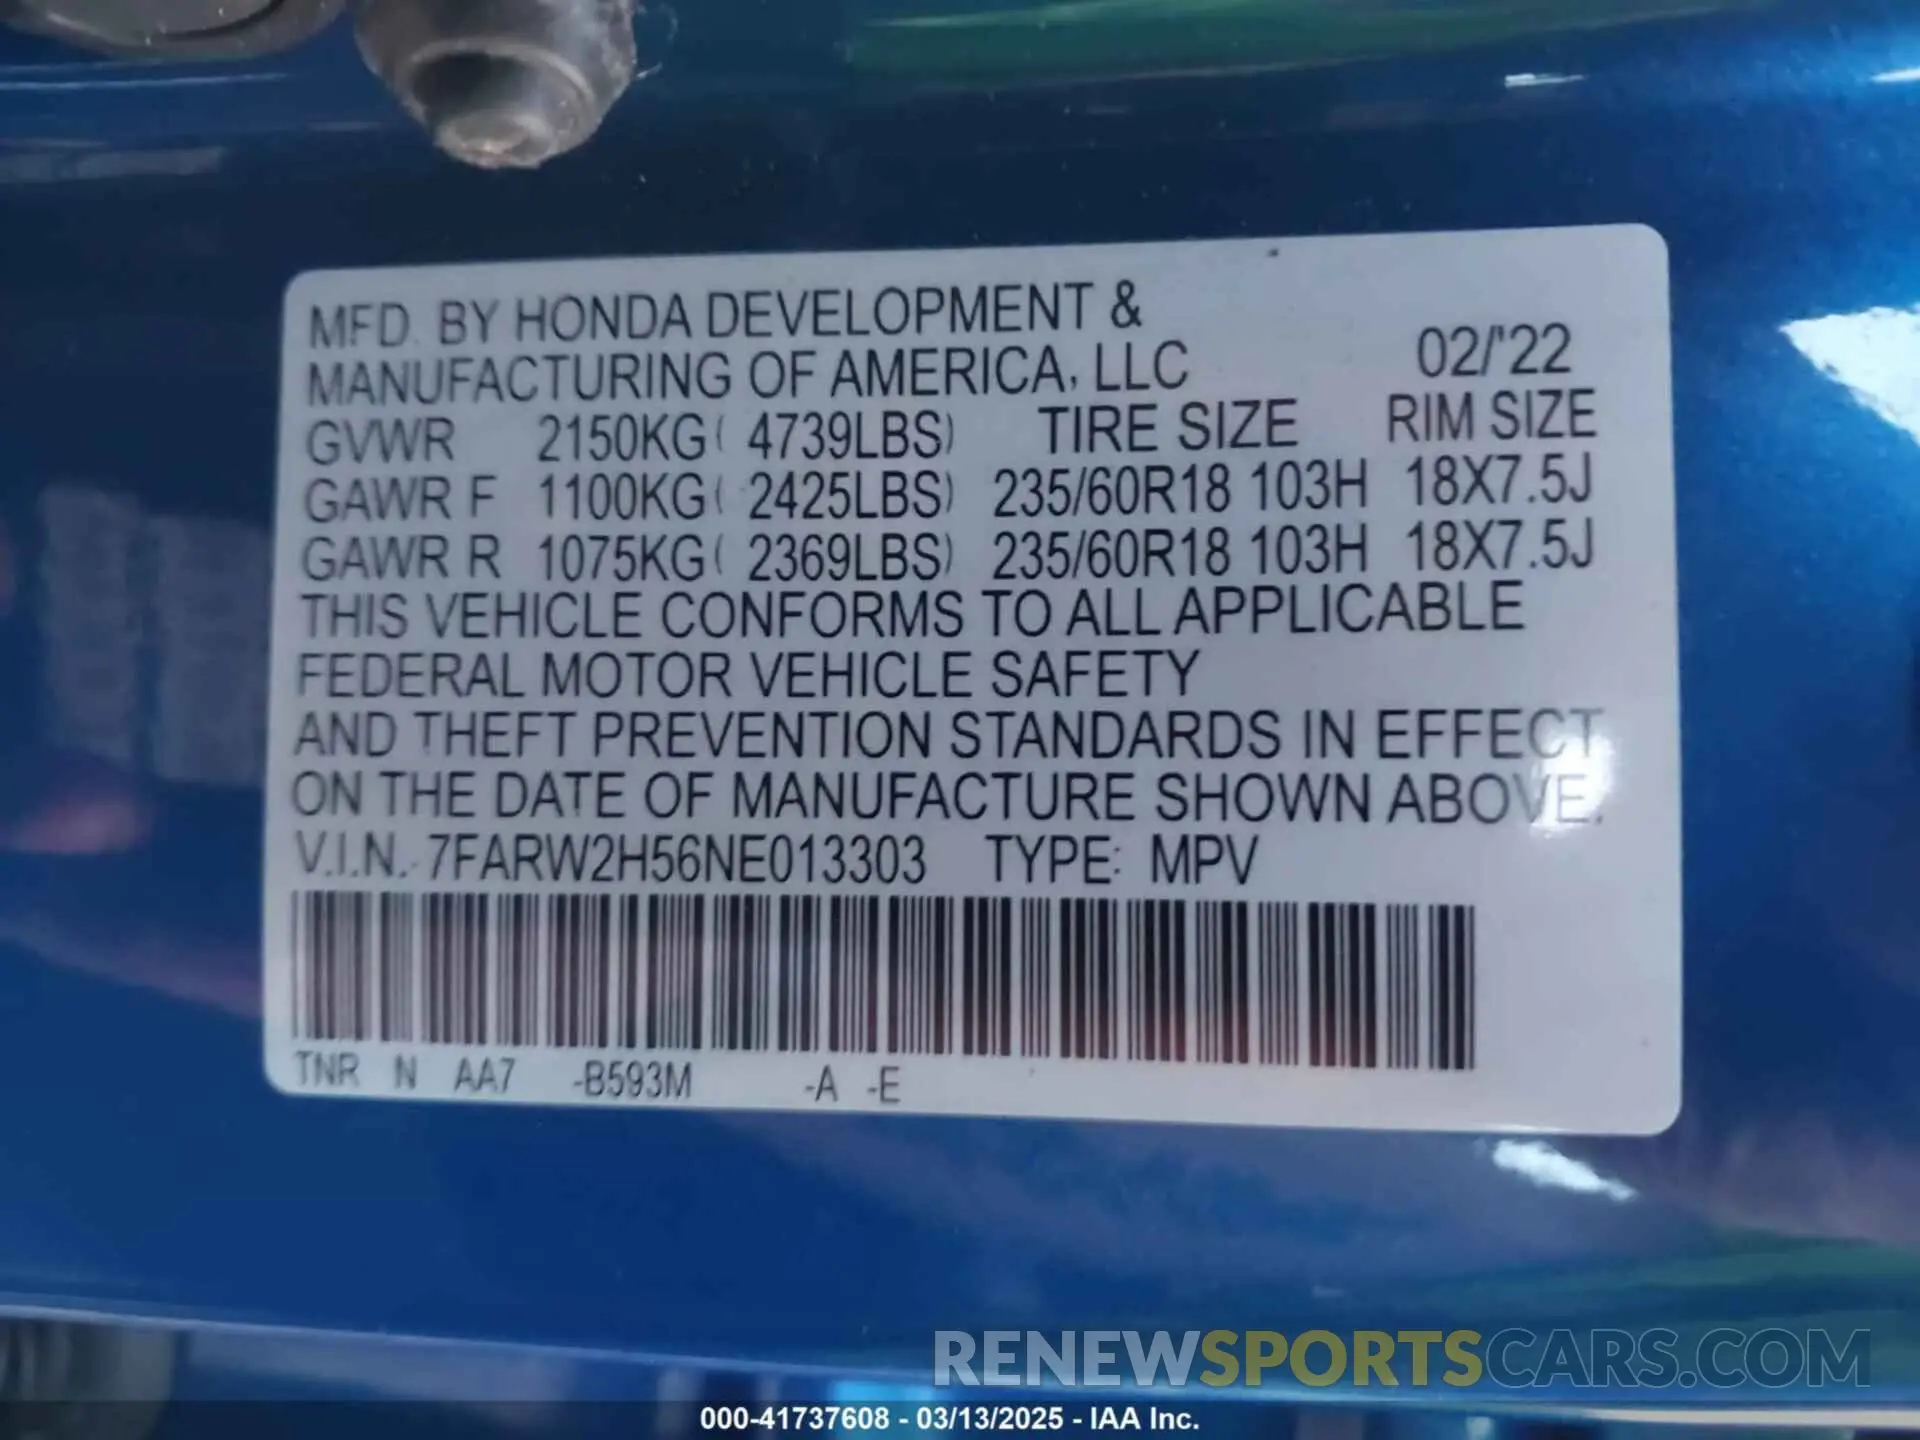 MFD. BY HONDA DEVELOPMENT &
MANUFACTURING OF AMERICA, LLC 02/'22
GVWR 2150KG( 4739LBS) TIRE SIZE RIM SIZE
GAWR F 1100KG( 2425LBS) 235/60R18 103H 18X7.5J
GAWR R 1075KG( 2369LBS) 235/60R18 103H 18X7.5J
THIS VEHICLE CONFORMS TO ALL APPLICABLE
FEDERAL MOTOR VEHICLE SAFETY
AND THEFT PREVENTION STANDARDS IN EFFECT
ON THE DATE OF MANUFACTURE SHOWN ABOVE.
V.I.N. 7FARW2H56NE013303 TYPE: MPV
TNR N AA7 -B593M -A -E
RENEWSPORTSCARS.COM
000-41737608 - 03/13/2025 - IAA Inc.